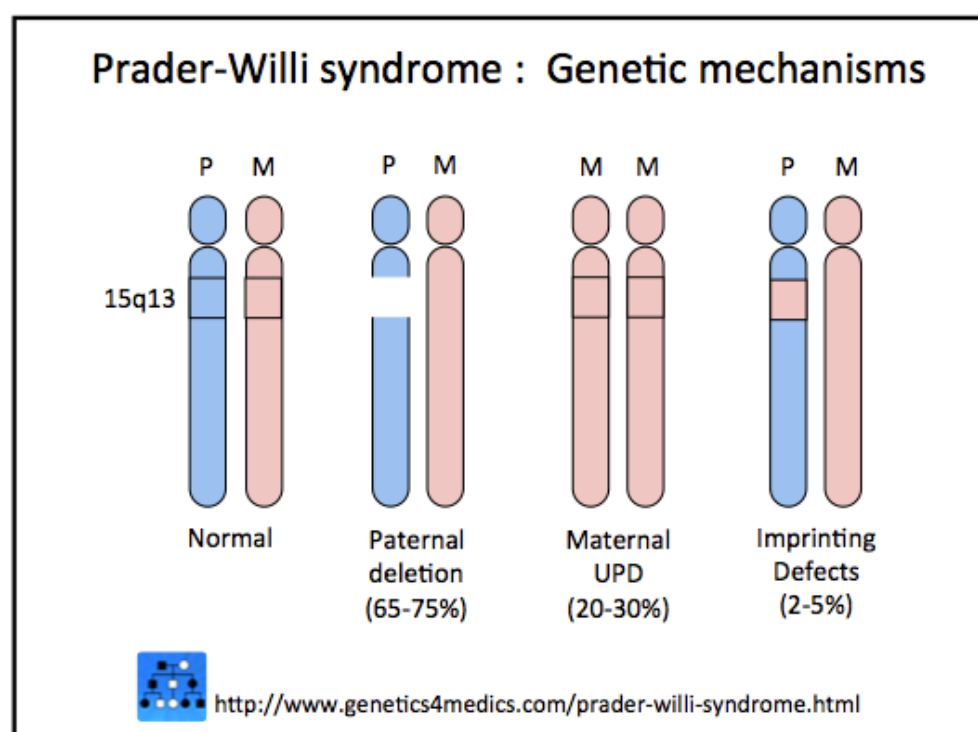 Prader-Willi syndrome :  Genetic mechanisms
P M P M M M P M
15q13
Normal
Paternal
deletion
(65-75%)
Maternal
UPD
(20-30%)
Imprinting
Defects
(2-5%)
http://www.genetics4medics.com/prader-willi-syndrome.html